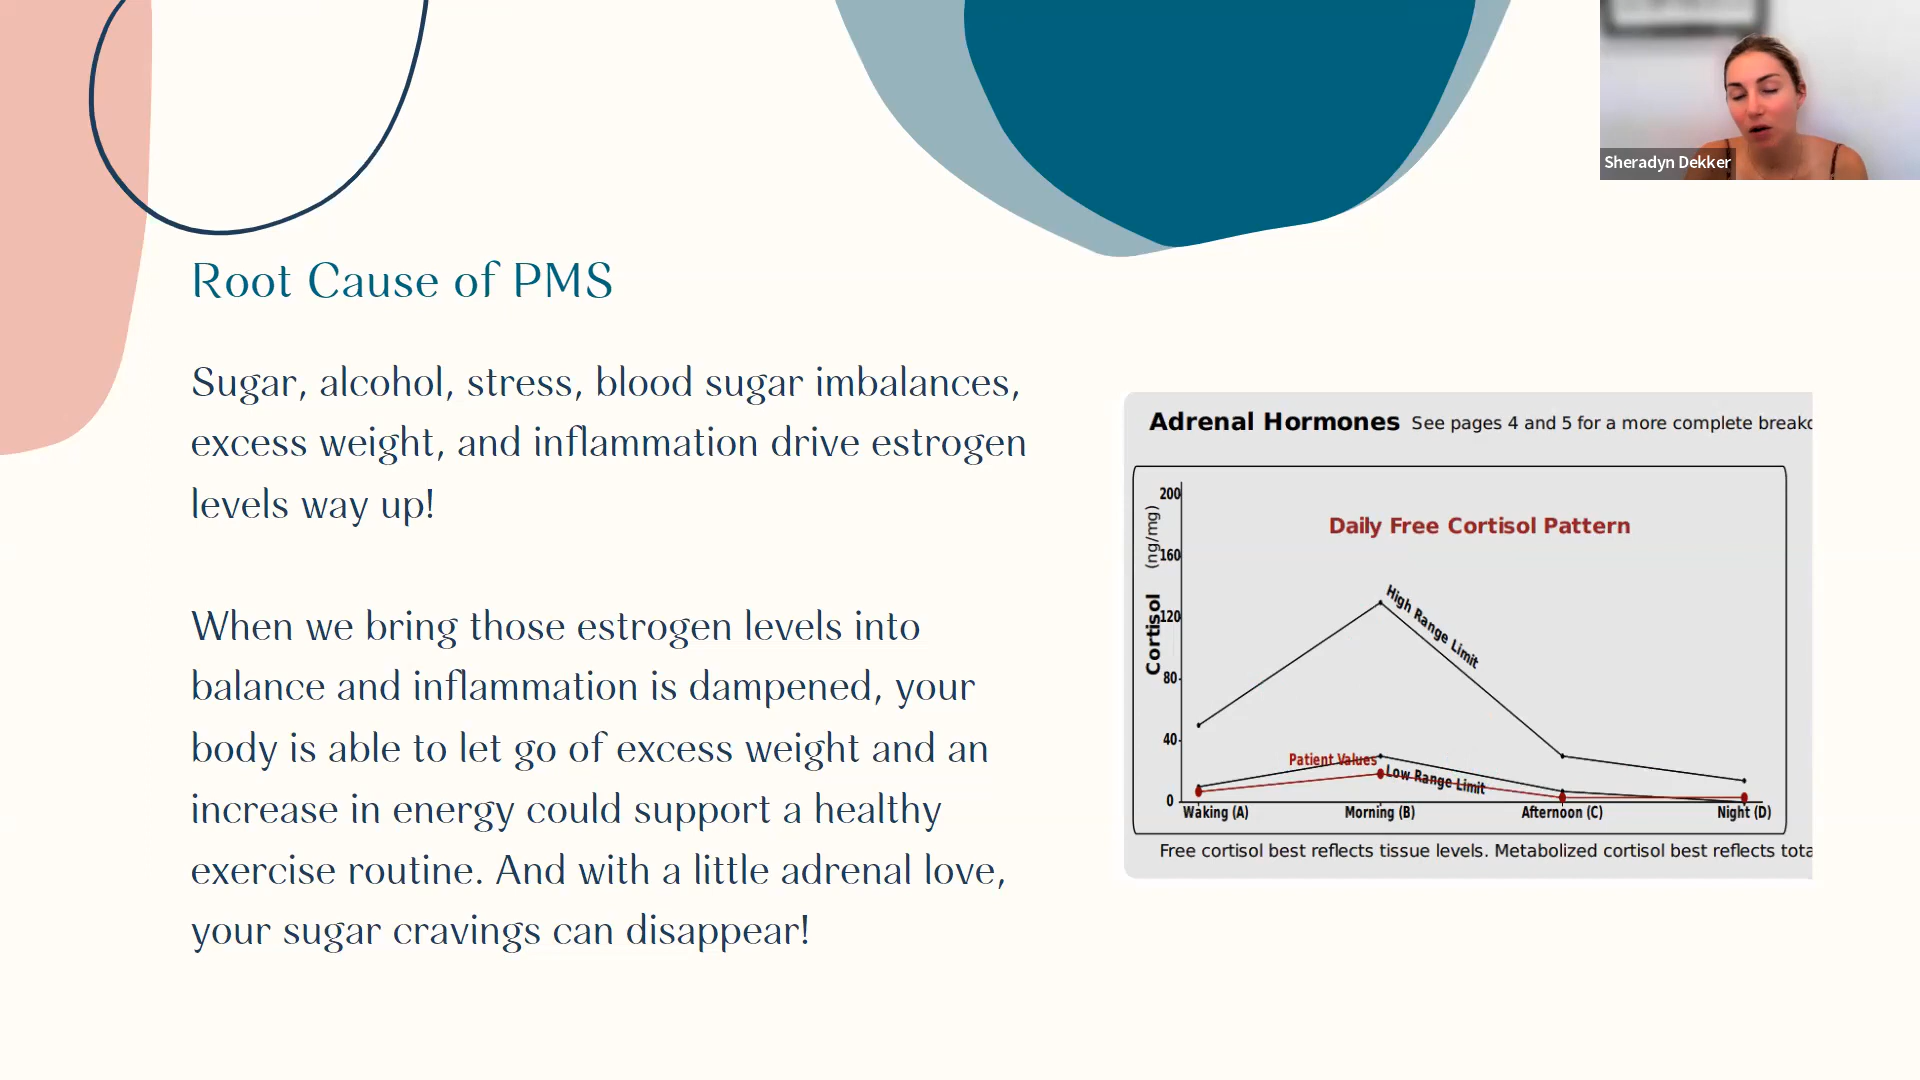 Sheradyn Dekker
Root Cause of PMS
Sugar, alcohol, stress, blood sugar imbalances,
excess weight, and inflammation drive estrogen
levels way up!
When we bring those estrogen levels into
balance and inflammation is dampened, your
body is able to let go of excess weight and an
increase in energy could support a healthy
exercise routine. And with a little adrenal love,
your sugar cravings can disappear!
Adrenal Hormones See pages 4 and 5 for a more complete
Daily Free Cortisol Pattern
Cortisol (ng/mg)
200
160
120
80
40
0
High Range Limit
Patient Values
Low Range Limit
Waking (A) Morning (B) Afternoon (C) Night (D)
Free cortisol best reflects tissue levels. Metabolized cortisol best reflects